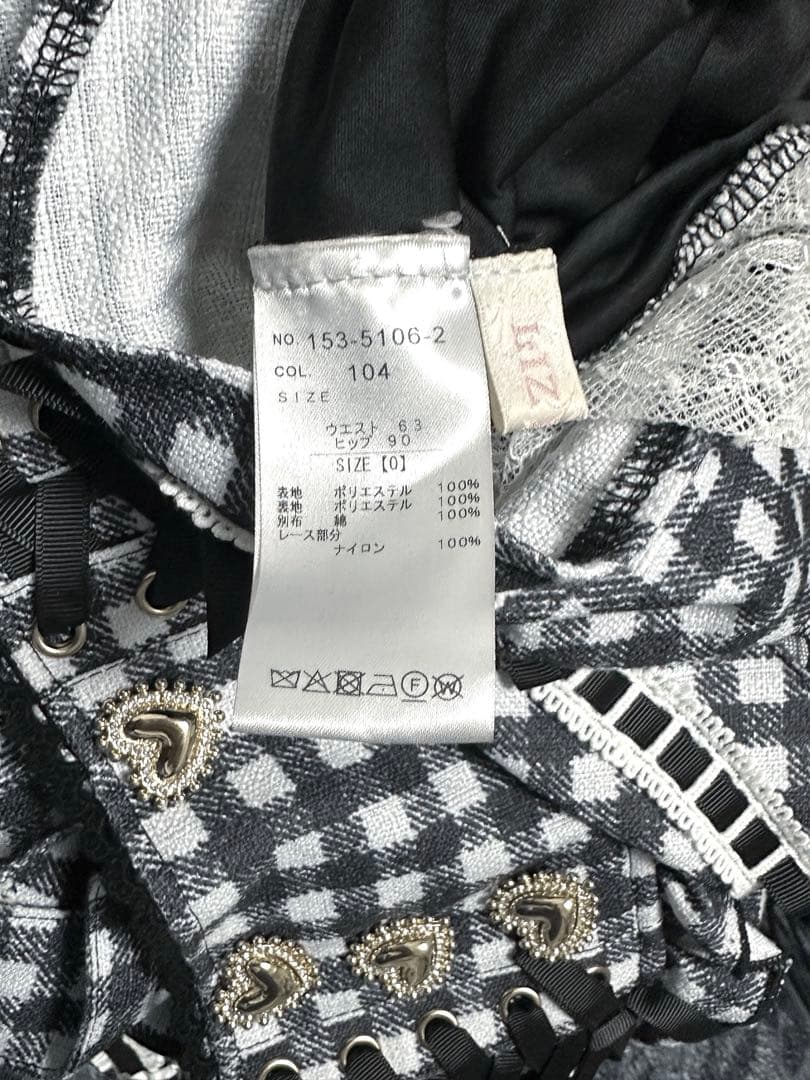 NO. 153-5106-2
COL. 104
SIZE
ウエスト 63
ヒップ 90
SIZE【0】
表地 ポリエステル 100%
表地 ポリエステル 100%
別布 綿 100%
レース部分
ナイロン 100%
F
W
LIZ